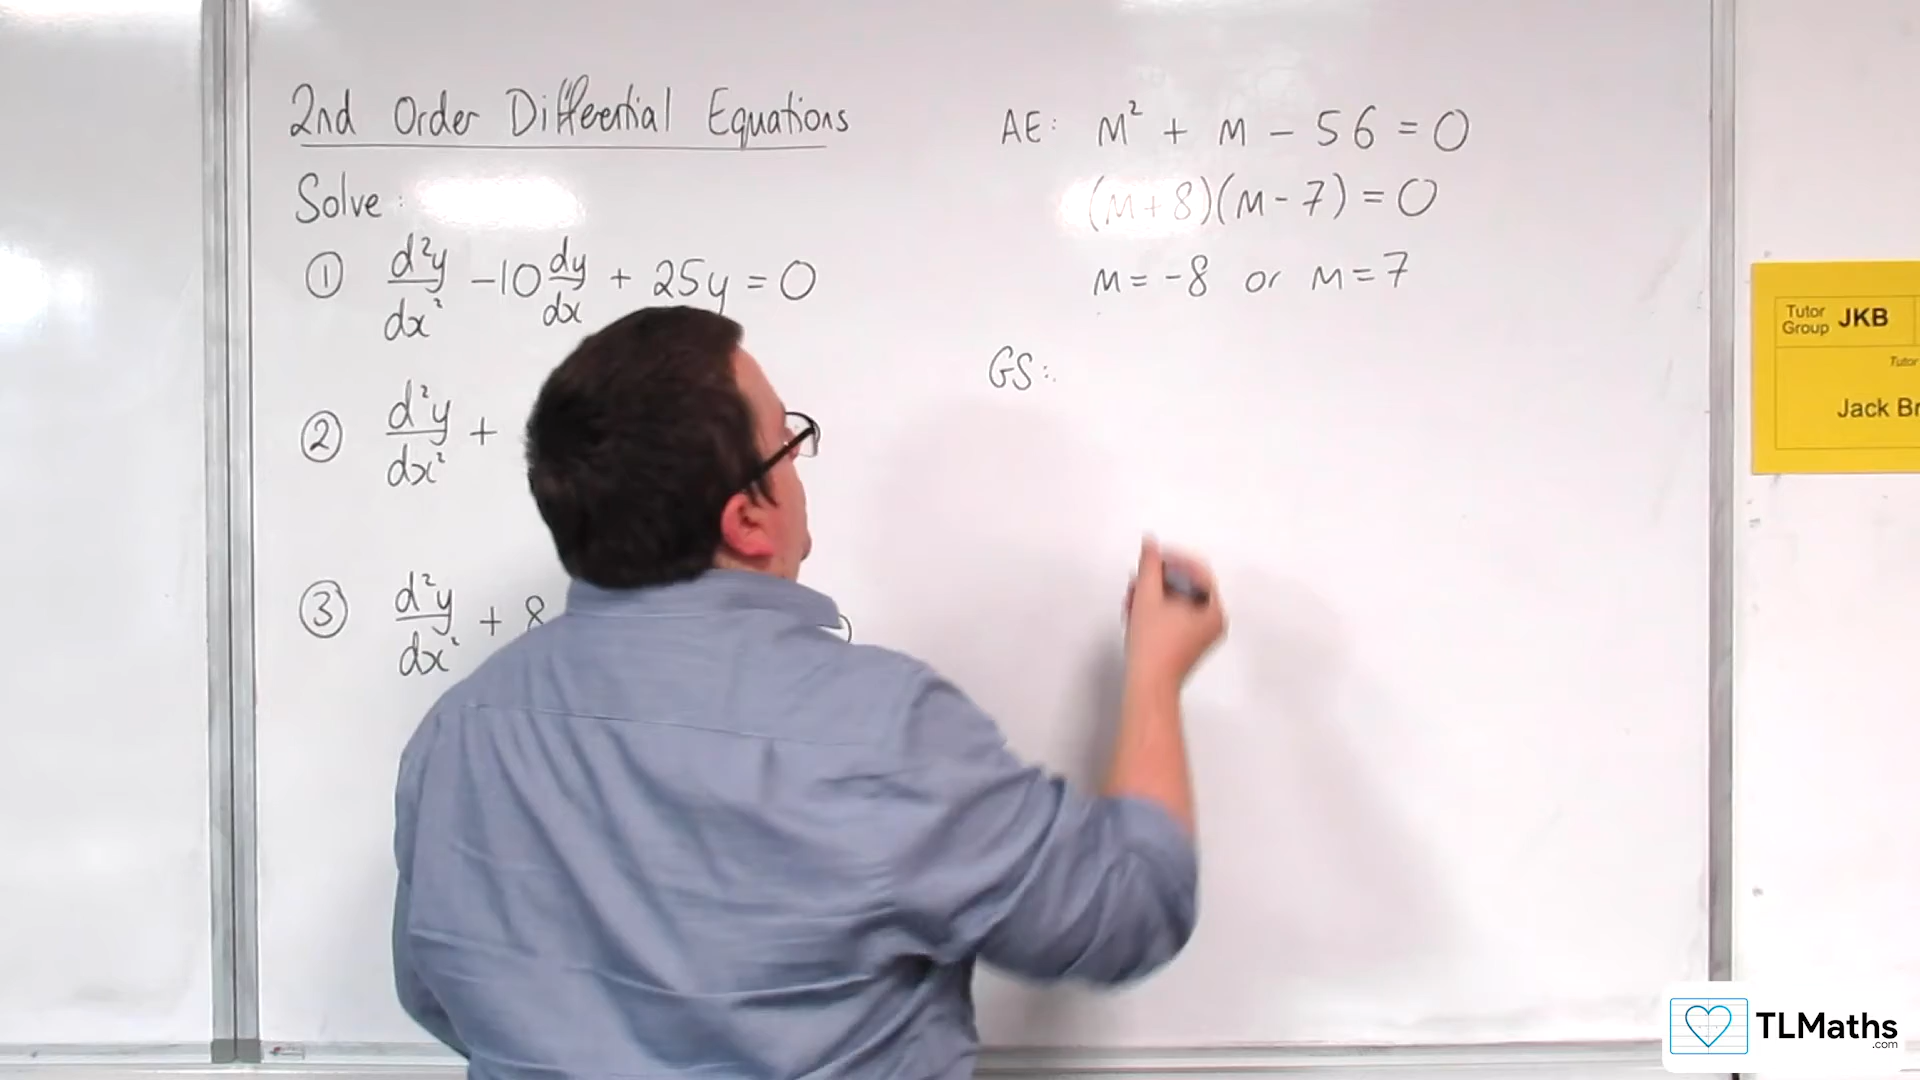 2nd Order Differential Equations
Solve:
① d²y/dx² - 10 dy/dx + 25y = 0
② d²y/dx² +
③ d²y/dx² + 8
AE: m² + m - 56 = 0
(m+8)(m-7) = 0
m = -8 or m = 7
GS:
Tutor Group JKB
Tutor
Jack Br
TLMaths
.com